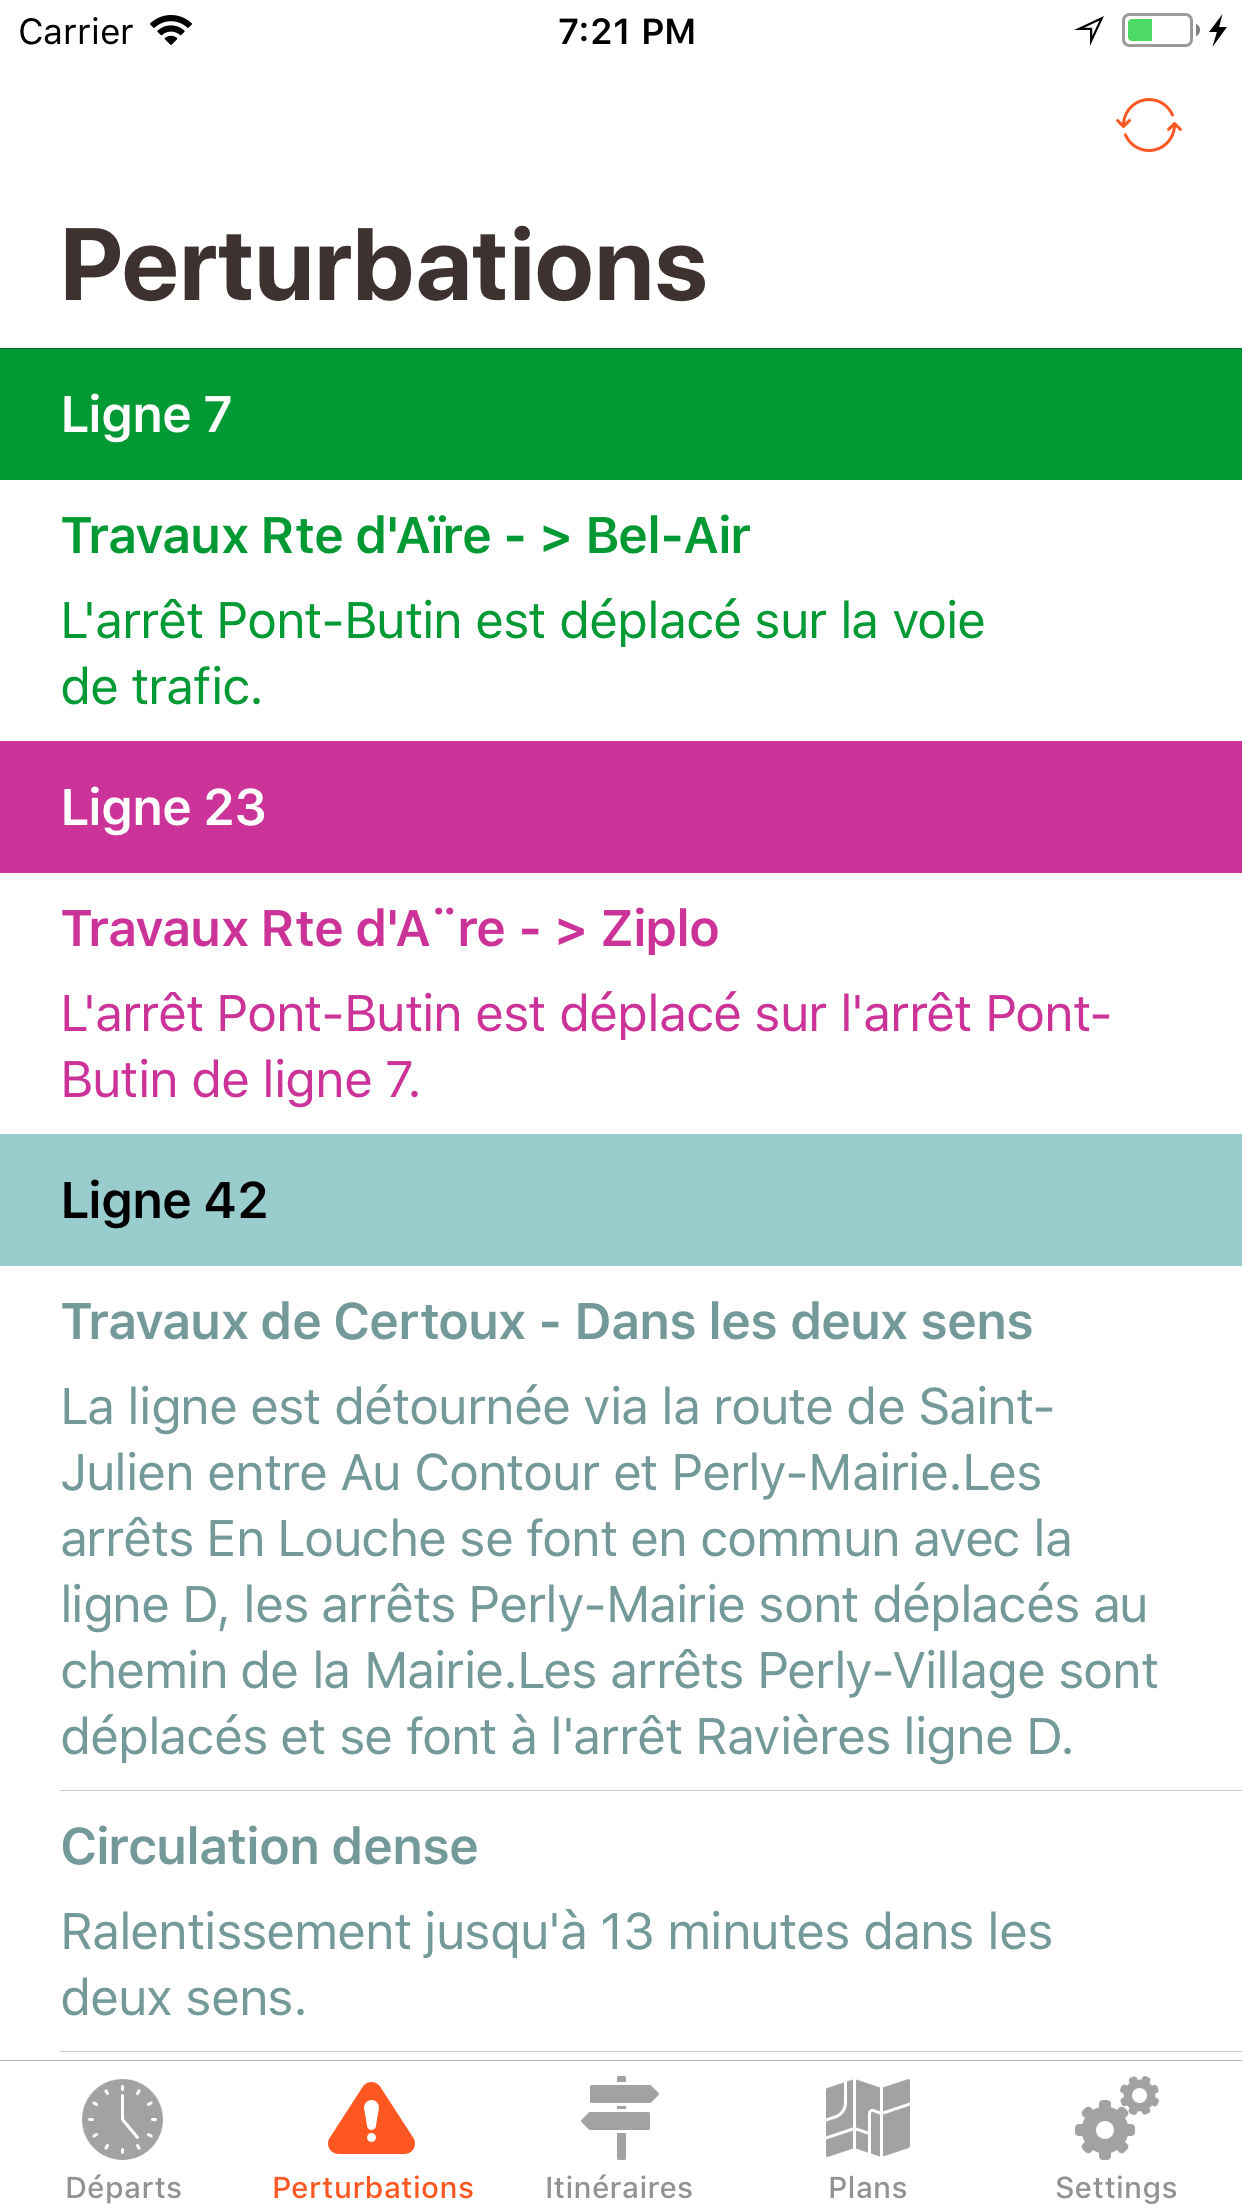 Carrier 7:21 PM
Perturbations
Ligne 7
Travaux Rte d'Aïre - > Bel-Air
L'arrêt Pont-Butin est déplacé sur la voie
de trafic.
Ligne 23
Travaux Rte d'A¨re - > Ziplo
L'arrêt Pont-Butin est déplacé sur l'arrêt Pont-
Butin de ligne 7.
Ligne 42
Travaux de Certoux - Dans les deux sens
La ligne est détournée via la route de Saint-
Julien entre Au Contour et Perly-Mairie.Les
arrêts En Louche se font en commun avec la
ligne D, les arrêts Perly-Mairie sont déplacés au
chemin de la Mairie.Les arrêts Perly-Village sont
déplacés et se font à l'arrêt Ravières ligne D.
Circulation dense
Ralentissement jusqu'à 13 minutes dans les
deux sens.
Départs Perturbations Itinéraires Plans Settings